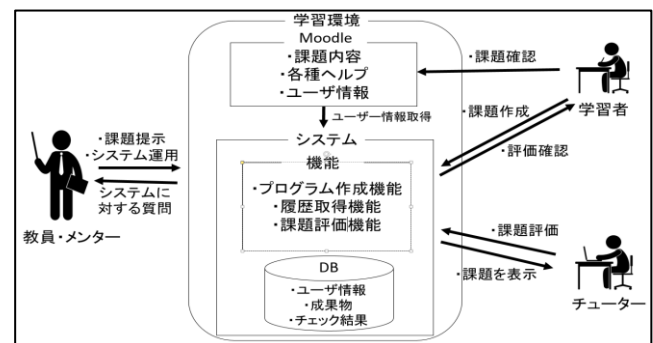 学習環境
Moodle
・課題内容
・各種ヘルプ
・ユーザ情報
ユーザー情報取得
システム
機能
・プログラム作成機能
・履歴取得機能
・課題評価機能
DB
・ユーザ情報
・成果物
・チェック結果
・課題提示
・システム運用
システムに
対する質問
教員・メンター
・課題確認
・課題作成
・評価確認
学習者
・課題評価
・課題を表示
チューター